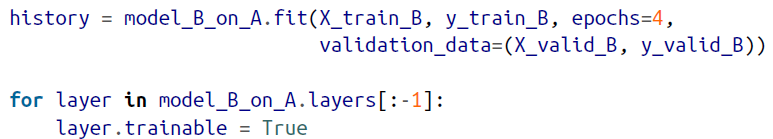 history = model_B_on_A.fit(X_train_B, y_train_B, epochs=4,
                           validation_data=(X_valid_B, y_valid_B))
for layer in model_B_on_A.layers[:-1]:
    layer.trainable = True